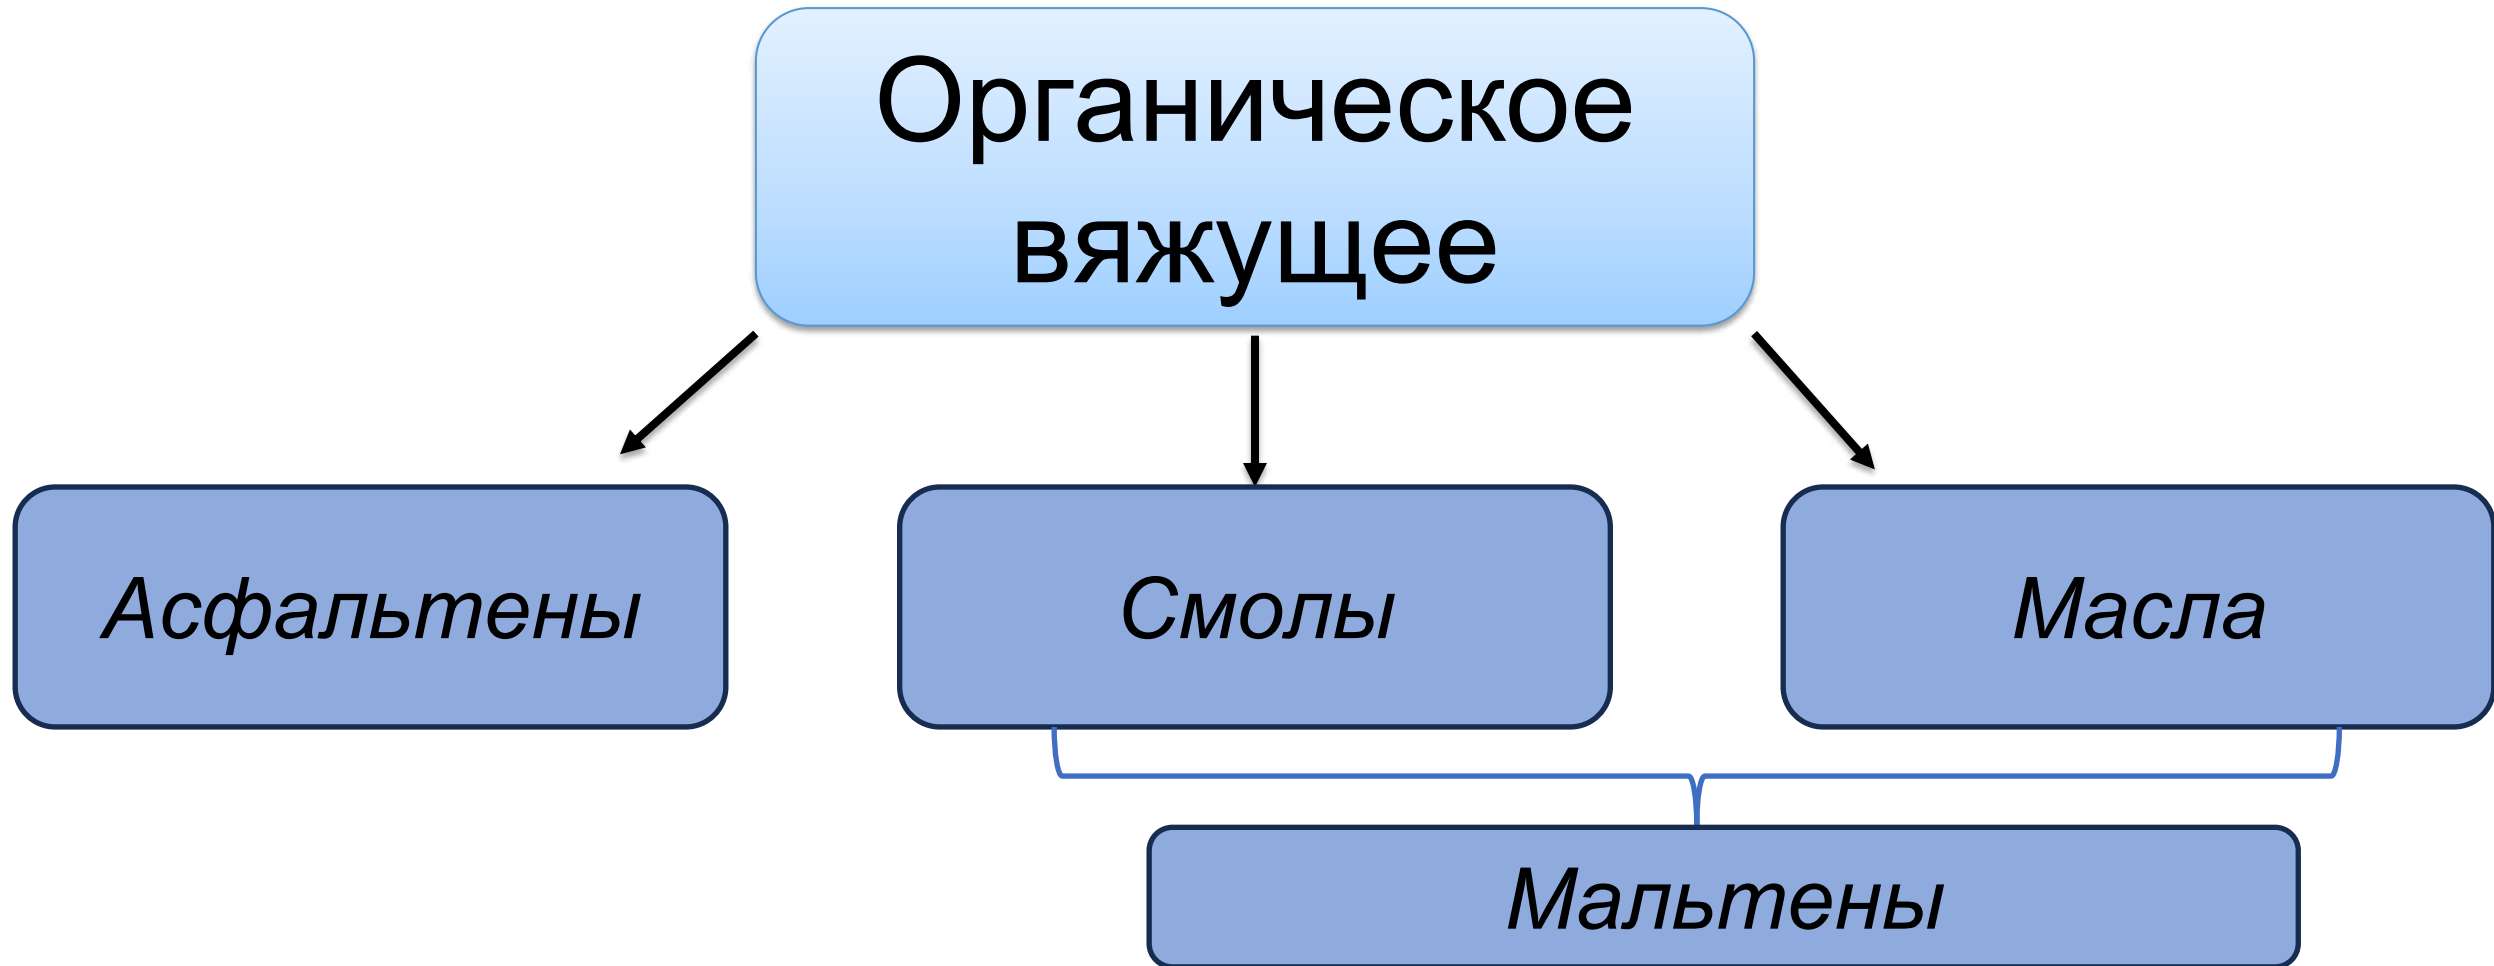 Органическое
вяжущее
Асфальтены
Смолы
Масла
Мальтены